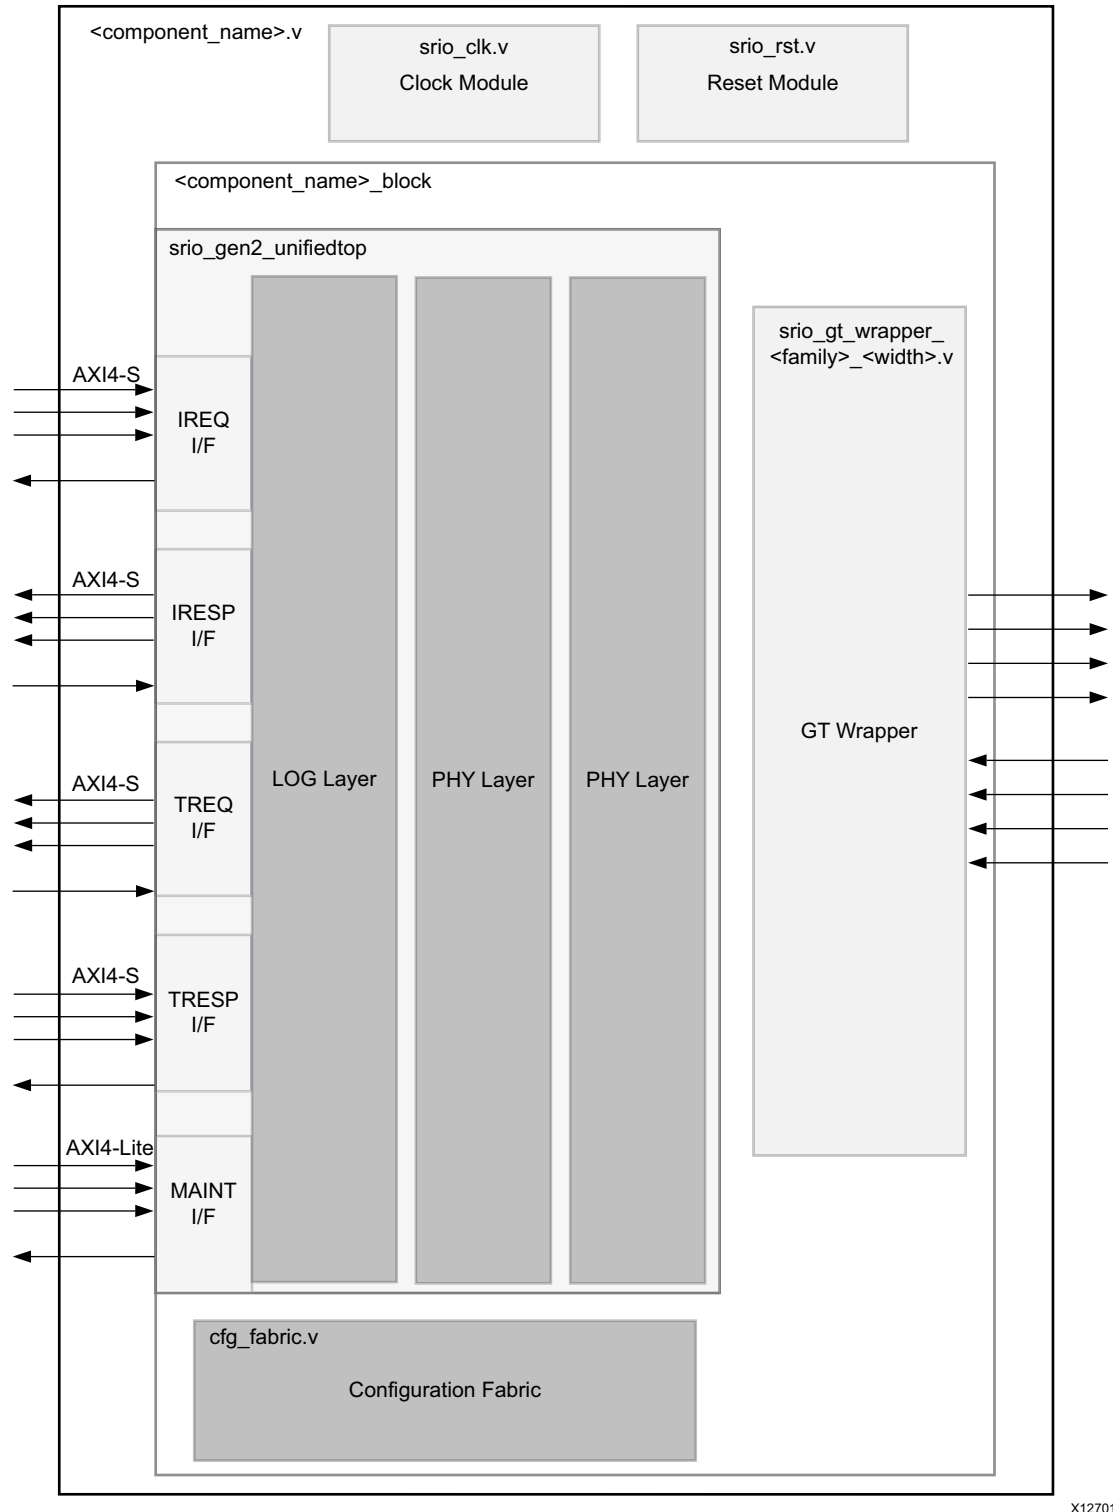 <component_name>.v
srio_clk.v
Clock Module
srio_rst.v
Reset Module
<component_name>_block
srio_gen2_unifiedtop
srio_gt_wrapper_
<family>_<width>.v
AXI4-S
IREQ
I/F
AXI4-S
IRESP
I/F
GT Wrapper
LOG Layer
PHY Layer
PHY Layer
AXI4-S
TREQ
I/F
AXI4-S
TRESP
I/F
AXI4-Lite
MAINT
I/F
cfg_fabric.v
Configuration Fabric
X12701